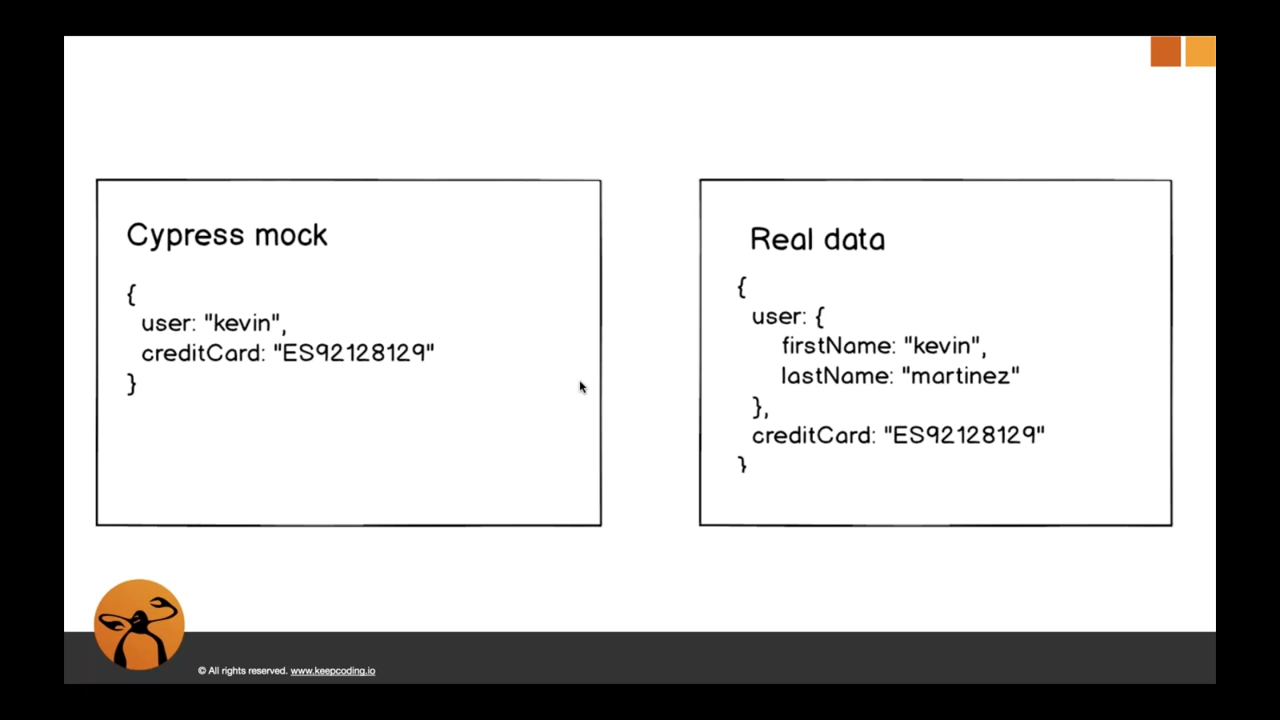 Cypress mock
{
user: "kevin",
creditCard: "ES92128129"
}
Real data
{
user: {
firstName: "kevin",
lastName: "martinez"
},
creditCard: "ES92128129"
}
© All rights reserved. www.keepcoding.io